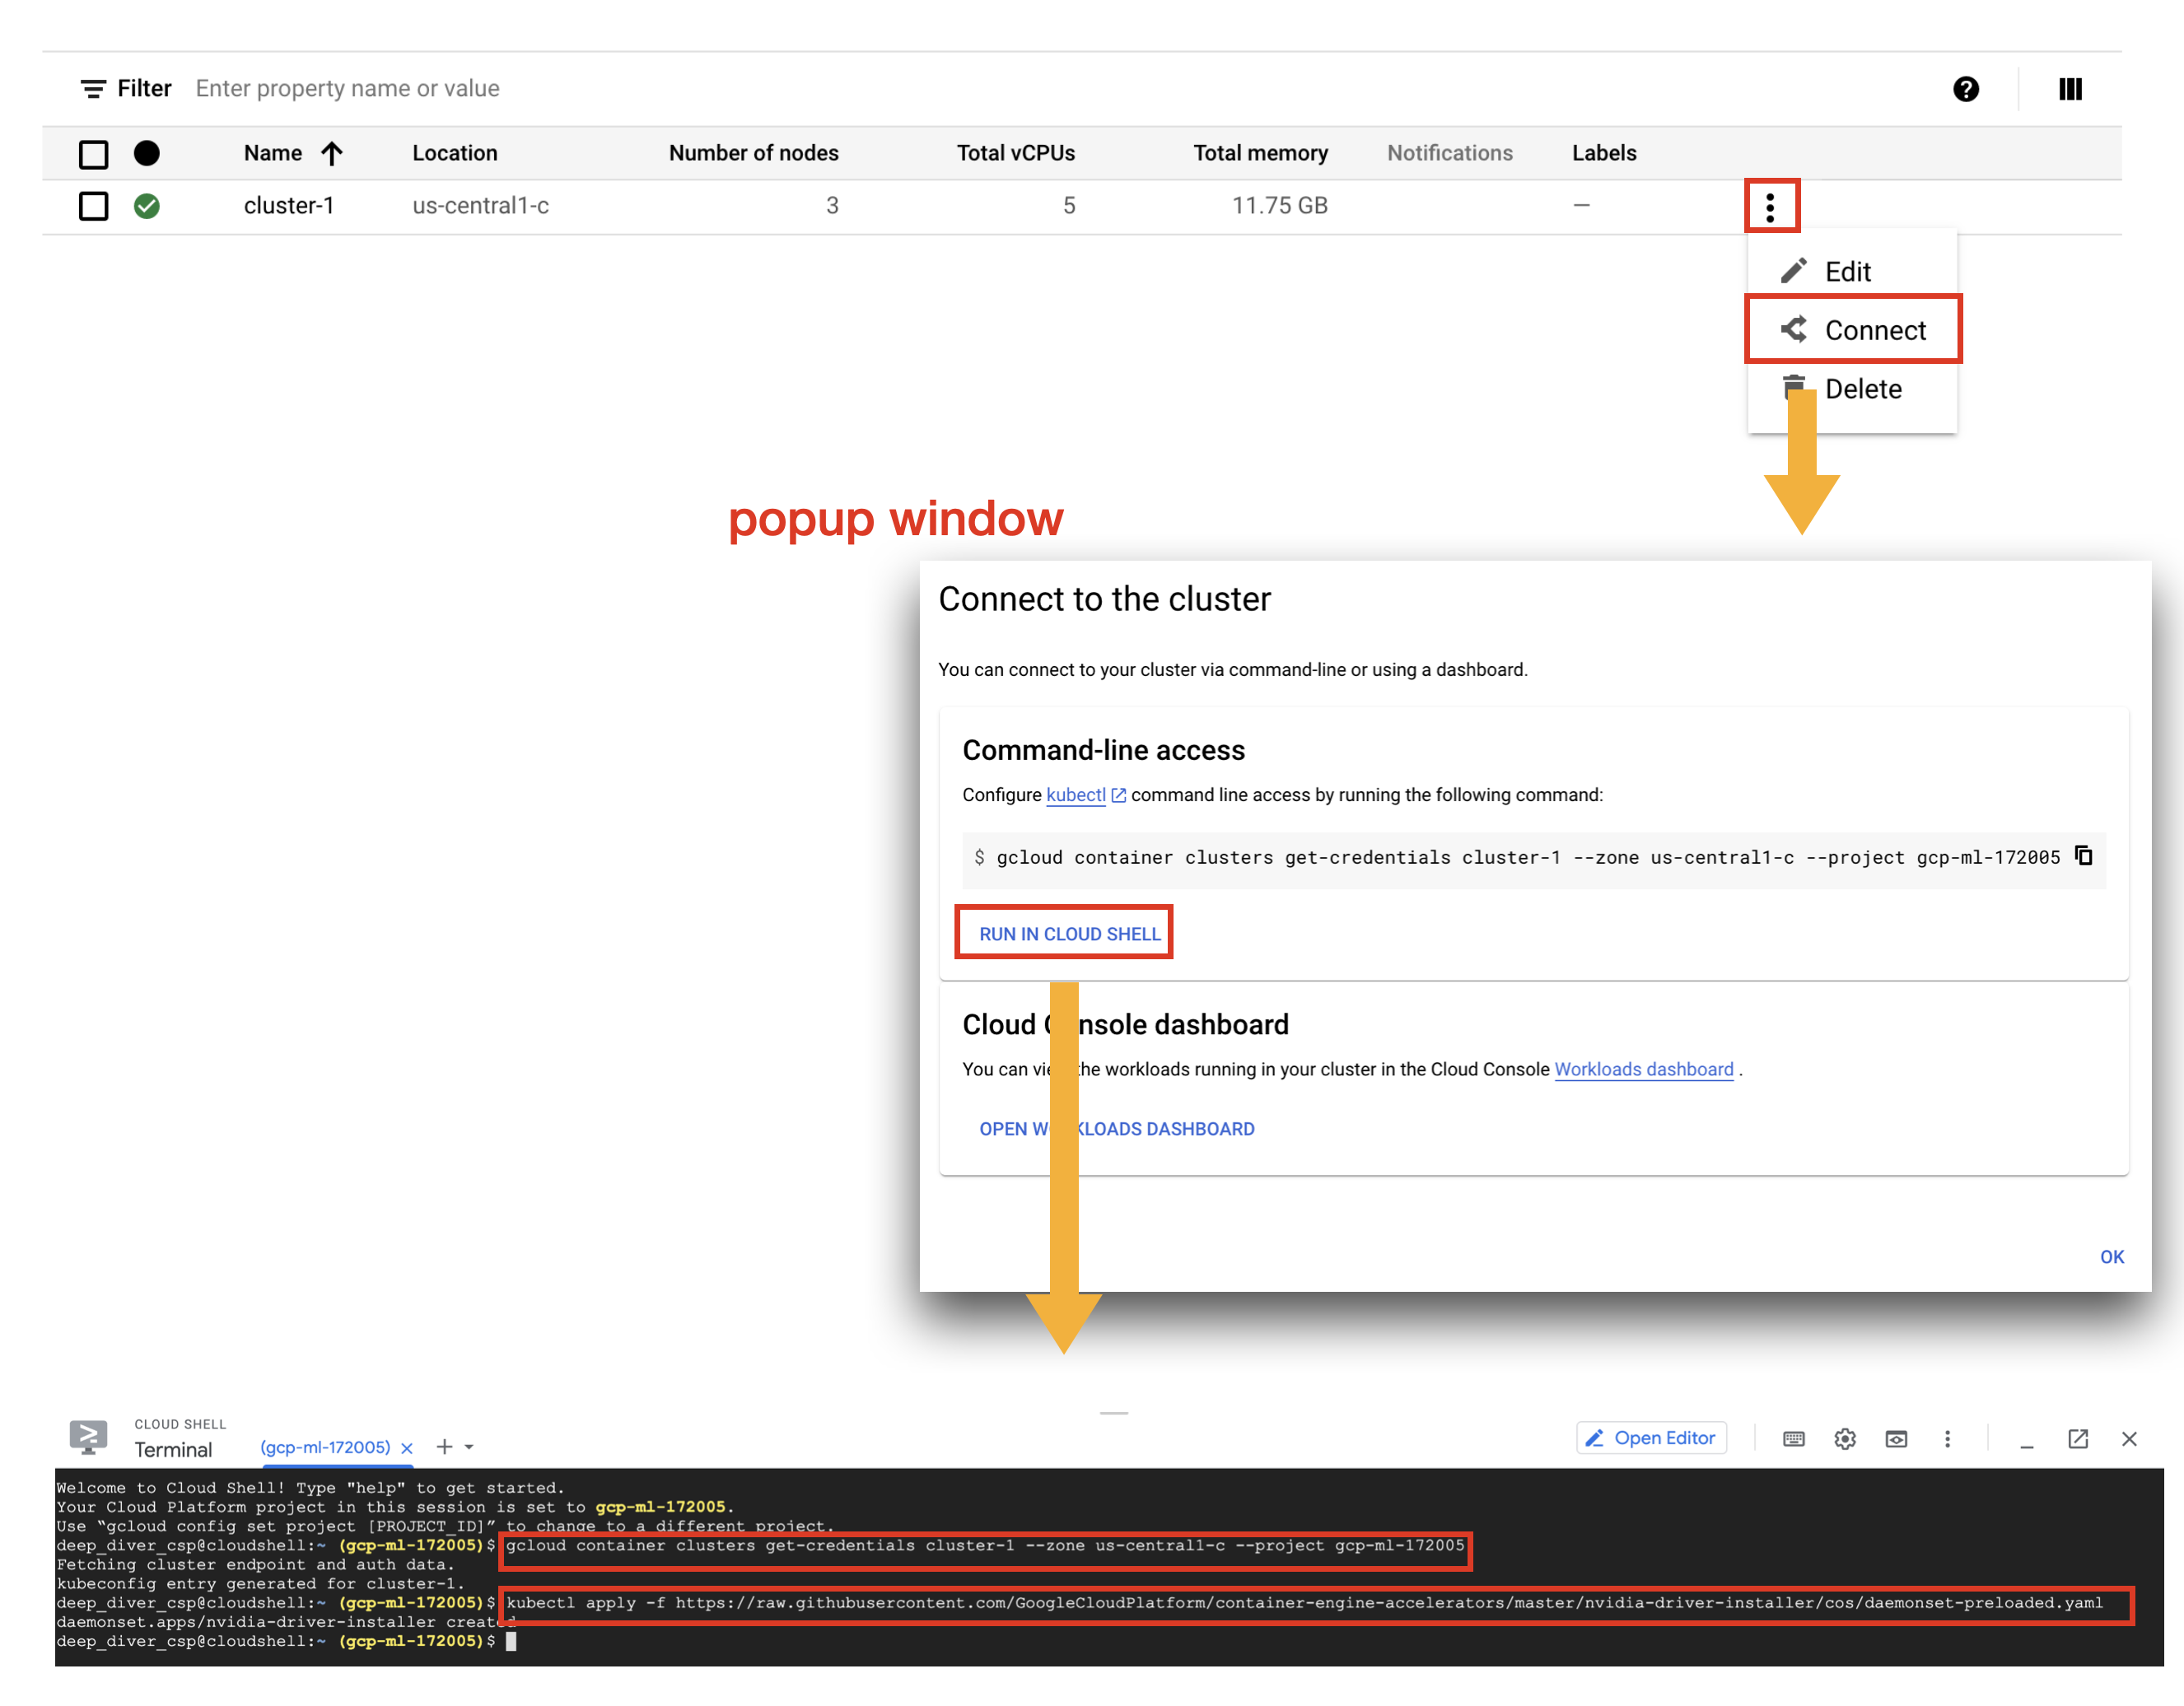 Filter Enter property name or value
Name Location Number of nodes Total vCPUs Total memory Notifications Labels
cluster-1 us-central1-c 3 5 11.75 GB —
Edit
Connect
Delete
popup window
Connect to the cluster
You can connect to your cluster via command-line or using a dashboard.
Command-line access
Configure kubectl command line access by running the following command:
$ gcloud container clusters get-credentials cluster-1 --zone us-central1-c --project gcp-ml-172005
RUN IN CLOUD SHELL
Cloud Console dashboard
You can view the workloads running in your cluster in the Cloud Console Workloads dashboard .
OPEN WORKLOADS DASHBOARD
OK
CLOUD SHELL
Terminal (gcp-ml-172005) Open Editor
Welcome to Cloud Shell! Type "help" to get started.
Your Cloud Platform project in this session is set to gcp-ml-172005.
Use “gcloud config set project [PROJECT_ID]” to change to a different project.
deep_diver_csp@cloudshell:~ (gcp-ml-172005)$ gcloud container clusters get-credentials cluster-1 --zone us-central1-c --project gcp-ml-172005
Fetching cluster endpoint and auth data.
kubeconfig entry generated for cluster-1.
deep_diver_csp@cloudshell:~ (gcp-ml-172005)$ kubectl apply -f https://raw.githubusercontent.com/GoogleCloudPlatform/container-engine-accelerators/master/nvidia-driver-installer/cos/daemonset-preloaded.yaml
daemonset.apps/nvidia-driver-installer created
deep_diver_csp@cloudshell:~ (gcp-ml-172005)$